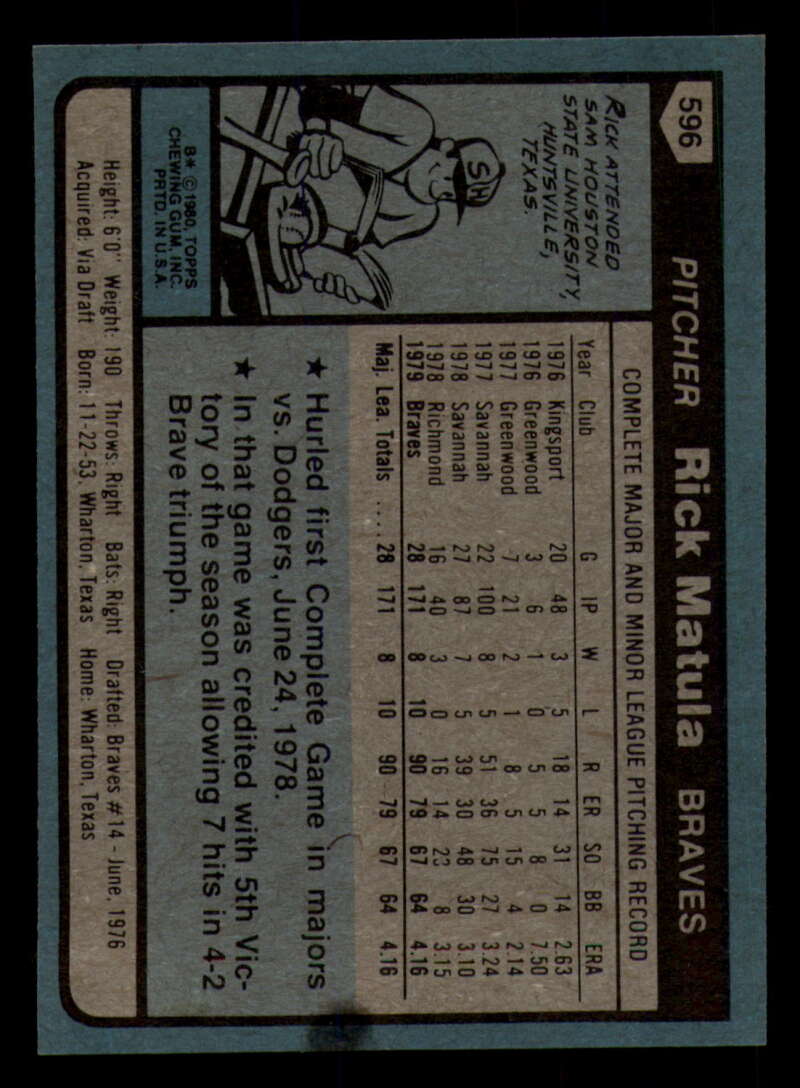 596
PITCHER Rick Matula BRAVES
RICK ATTENDED
SAM HOUSTON
STATE UNIVERSITY,
HUNTSVILLE,
TEXAS.
SH
B* © 1980, TOPPS
CHEWING GUM, INC.
PRTD. IN U.S.A.
COMPLETE MAJOR AND MINOR LEAGUE PITCHING RECORD
Year Club G IP W L R ER SO BB ERA
1976 Kingsport 20 48 3 5 18 14 31 14 2.63
1976 Greenwood 3 6 1 0 5 5 8 0 7.50
1977 Greenwood 7 21 2 1 8 5 15 4 2.14
1977 Savannah 22 100 8 5 51 36 75 27 3.24
1978 Savannah 27 87 7 5 39 30 48 30 3.10
1978 Richmond 16 40 3 0 16 14 23 8 3.15
1979 Braves 28 171 8 10 90 79 67 64 4.16
Maj. Lea. Totals .... 28 171 8 10 90 79 67 64 4.16
★ Hurled first Complete Game in majors
vs. Dodgers, June 24, 1978.
★ In that game was credited with 5th Vic-
tory of the season allowing 7 hits in 4-2
Brave triumph.
Height: 6'0" Weight: 190 Throws: Right Bats: Right Drafted: Braves #14 - June, 1976
Acquired: Via Draft Born: 11-22-53, Wharton, Texas Home: Wharton, Texas